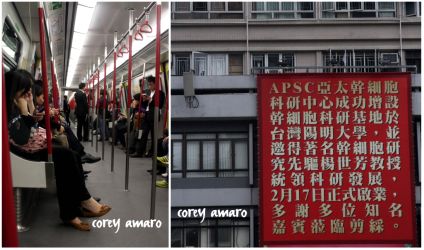 corey amaro
corey amaro
APSC亞太幹細胞
科研中心成功增設
幹細胞科研基地於
台灣陽明大學，並
邀得著名幹細胞研
究先驅楊世芳教授
統領科研發展，
2月17日正式啟業，
多謝多位知名
嘉賓蒞臨剪綵。
corey amaro